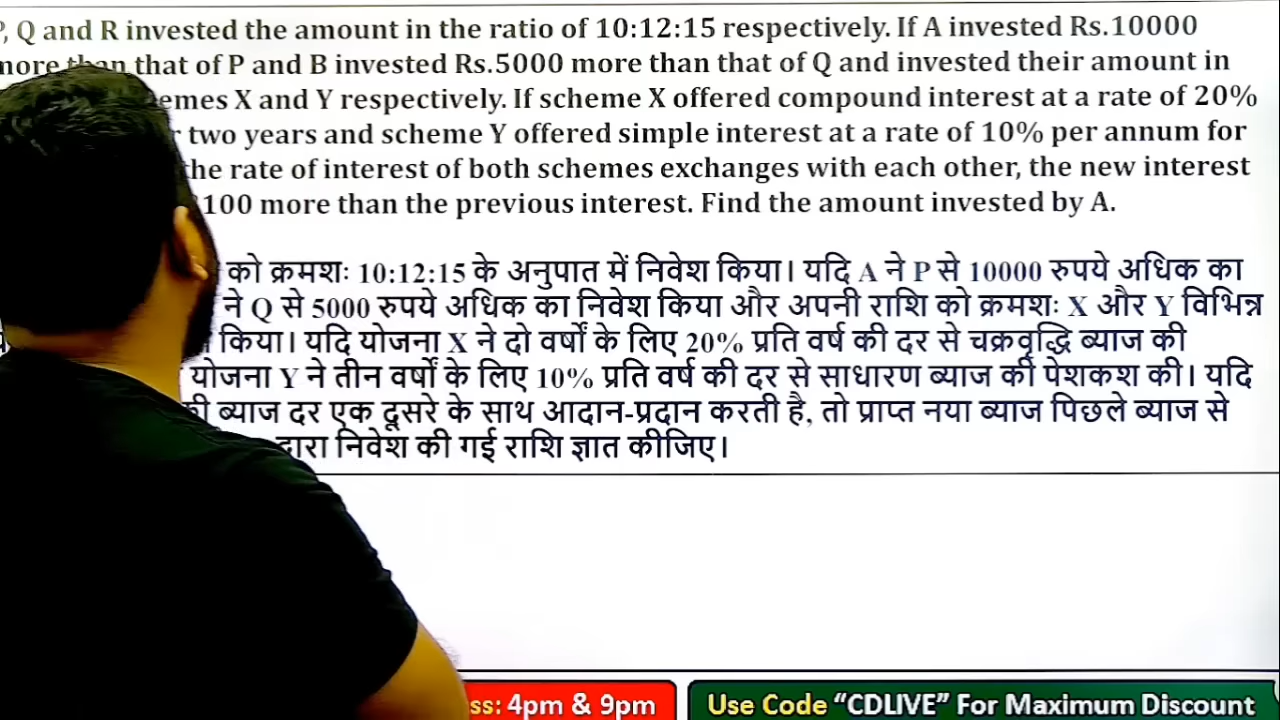 , Q and R invested the amount in the ratio of 10:12:15 respectively. If A invested Rs.10000
more than that of P and B invested Rs.5000 more than that of Q and invested their amount in
emes X and Y respectively. If scheme X offered compound interest at a rate of 20%
two years and scheme Y offered simple interest at a rate of 10% per annum for
the rate of interest of both schemes exchanges with each other, the new interest
100 more than the previous interest. Find the amount invested by A.
को क्रमशः 10:12:15 के अनुपात में निवेश किया। यदि A ने P से 10000 रुपये अधिक का
ने Q से 5000 रुपये अधिक का निवेश किया और अपनी राशि को क्रमशः X और Y विभिन्न
किया। यदि योजना X ने दो वर्षों के लिए 20% प्रति वर्ष की दर से चक्रवृद्धि ब्याज की
योजना Y ने तीन वर्षों के लिए 10% प्रति वर्ष की दर से साधारण ब्याज की पेशकश की। यदि
ब्याज दर एक दूसरे के साथ आदान-प्रदान करती है, तो प्राप्त नया ब्याज पिछले ब्याज से
द्वारा निवेश की गई राशि ज्ञात कीजिए।
ss: 4pm & 9pm
Use Code “CDLIVE” For Maximum Discount